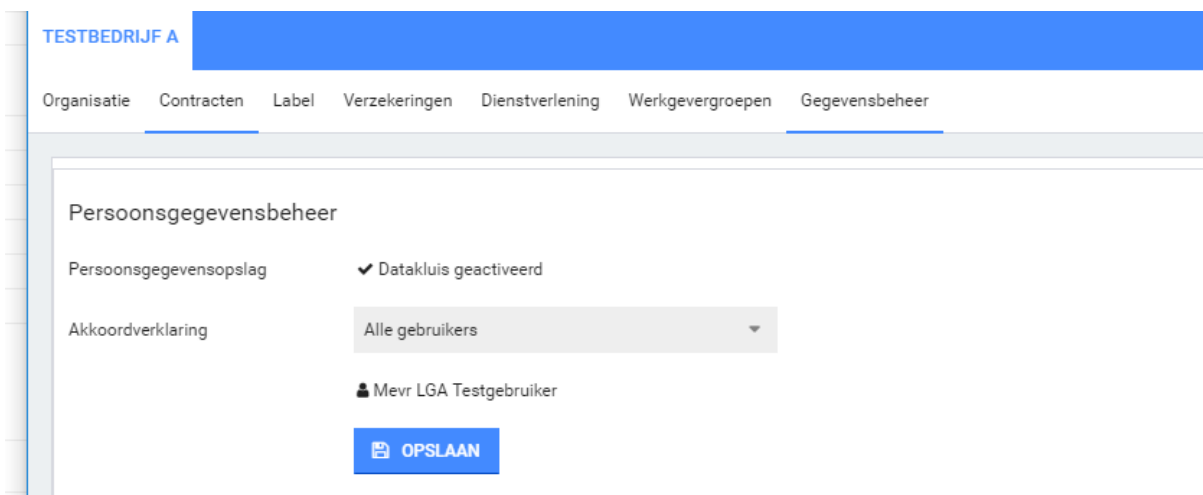 TESTBEDRIJF A
Organisatie Contracten Label Verzekeringen Dienstverlening Werkgevergroepen Gegevensbeheer
Persoonsgegevensbeheer
Persoonsgegevensopslag Datakluis geactiveerd
Akkoordverklaring Alle gebruikers
Mevr LGA Testgebruiker
OPSLAAN